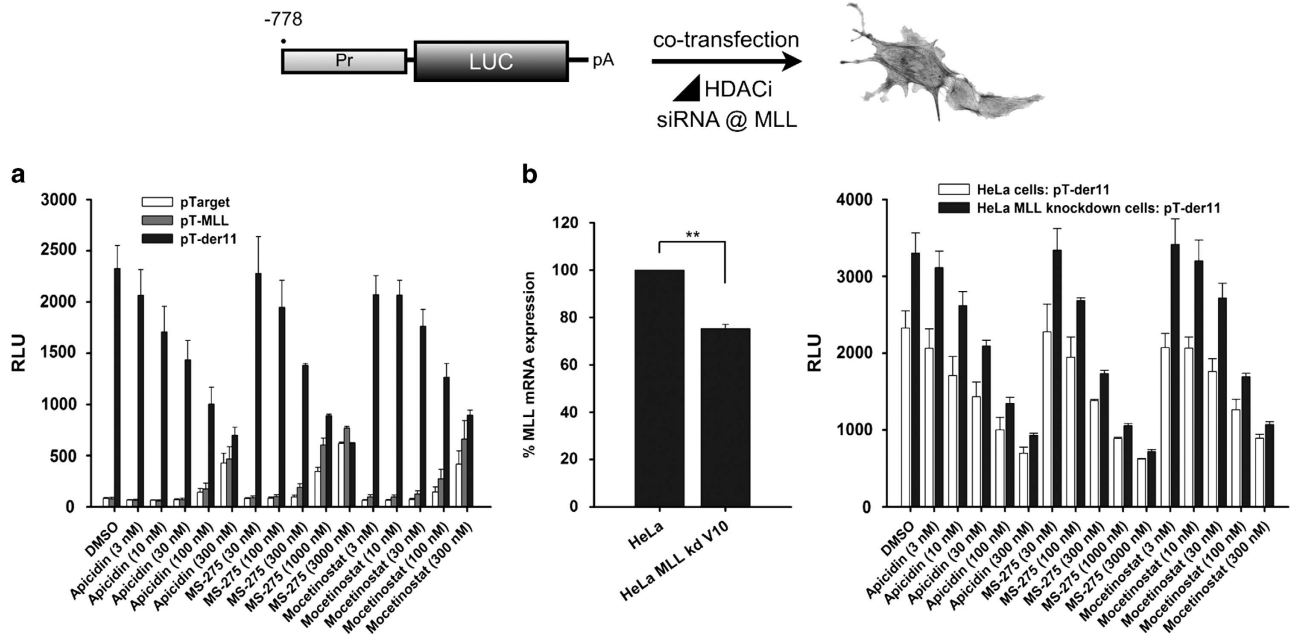 -778
Pr
LUC
pA
co-transfection
HDACi
siRNA @ MLL
a
3000
2500
2000
1500
1000
500
0
RLU
pTarget
pT-MLL
pT-der11
DMSO
Apicidin (3 nM)
Apicidin (10 nM)
Apicidin (30 nM)
Apicidin (100 nM)
Apicidin (300 nM)
MS-275 (30 nM)
MS-275 (100 nM)
MS-275 (300 nM)
MS-275 (1000 nM)
MS-275 (3000 nM)
Mocetinostat (3 nM)
Mocetinostat (10 nM)
Mocetinostat (30 nM)
Mocetinostat (100 nM)
Mocetinostat (300 nM)
b
120
100
80
60
40
20
0
% MLL mRNA expression
**
HeLa
HeLa MLL kd V10
4000
3000
2000
1000
0
RLU
HeLa cells: pT-der11
HeLa MLL knockdown cells: pT-der11
DMSO
Apicidin (3 nM)
Apicidin (10 nM)
Apicidin (30 nM)
Apicidin (100 nM)
Apicidin (300 nM)
MS-275 (30 nM)
MS-275 (100 nM)
MS-275 (300 nM)
MS-275 (1000 nM)
MS-275 (3000 nM)
Mocetinostat (3 nM)
Mocetinostat (10 nM)
Mocetinostat (30 nM)
Mocetinostat (100 nM)
Mocetinostat (300 nM)